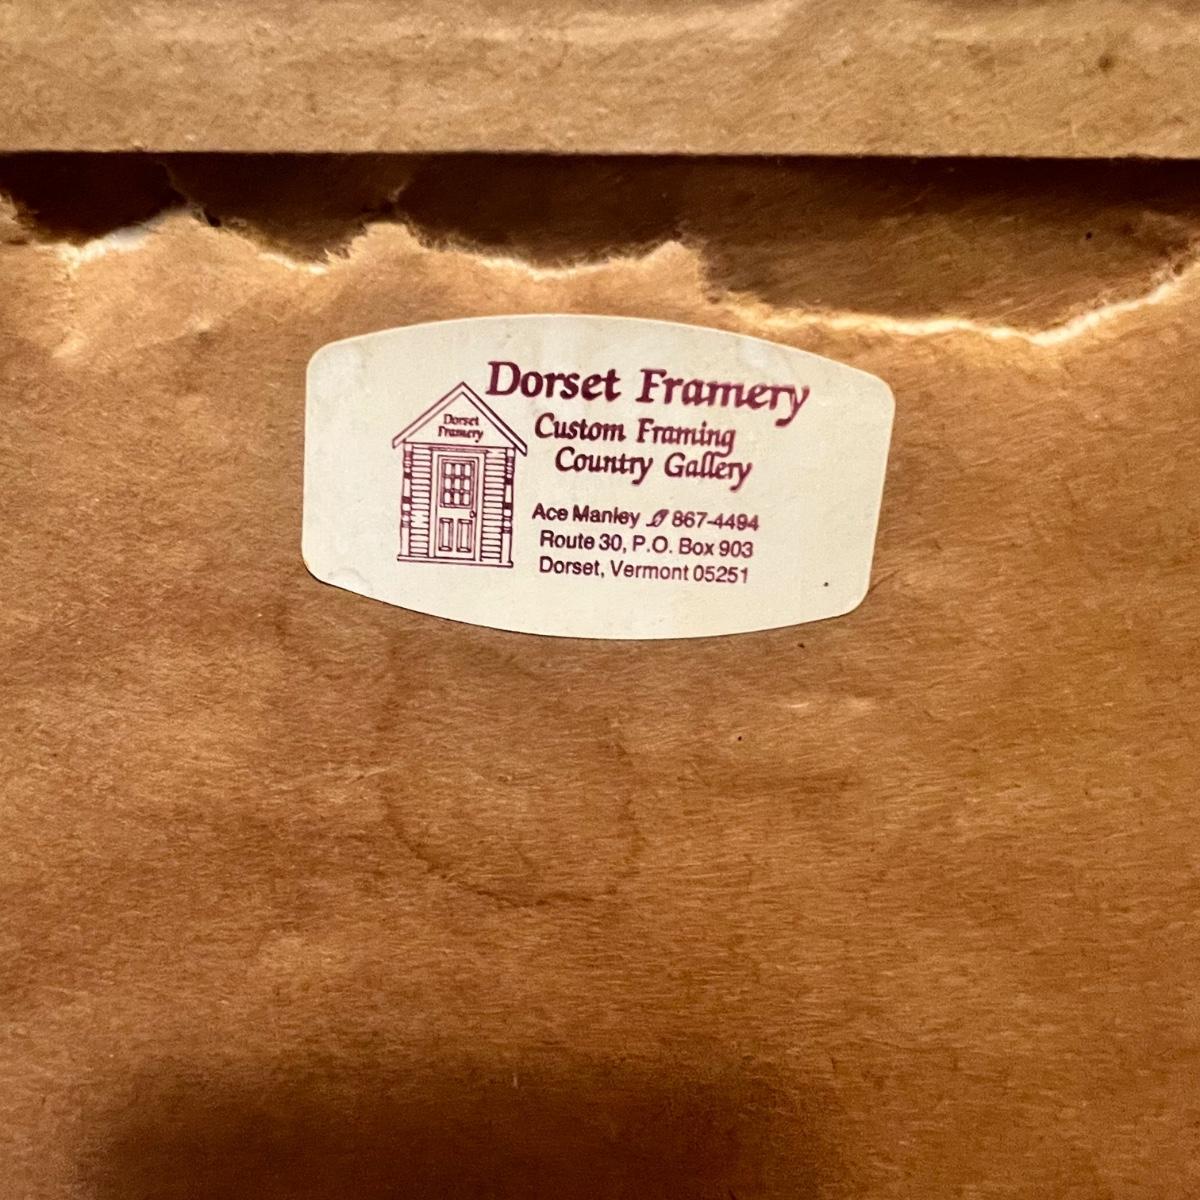 Dorset Framery
Custom Framing
Country Gallery
Dorset
Framery
Ace Manley 867-4494
Route 30, P.O. Box 903
Dorset, Vermont 05251